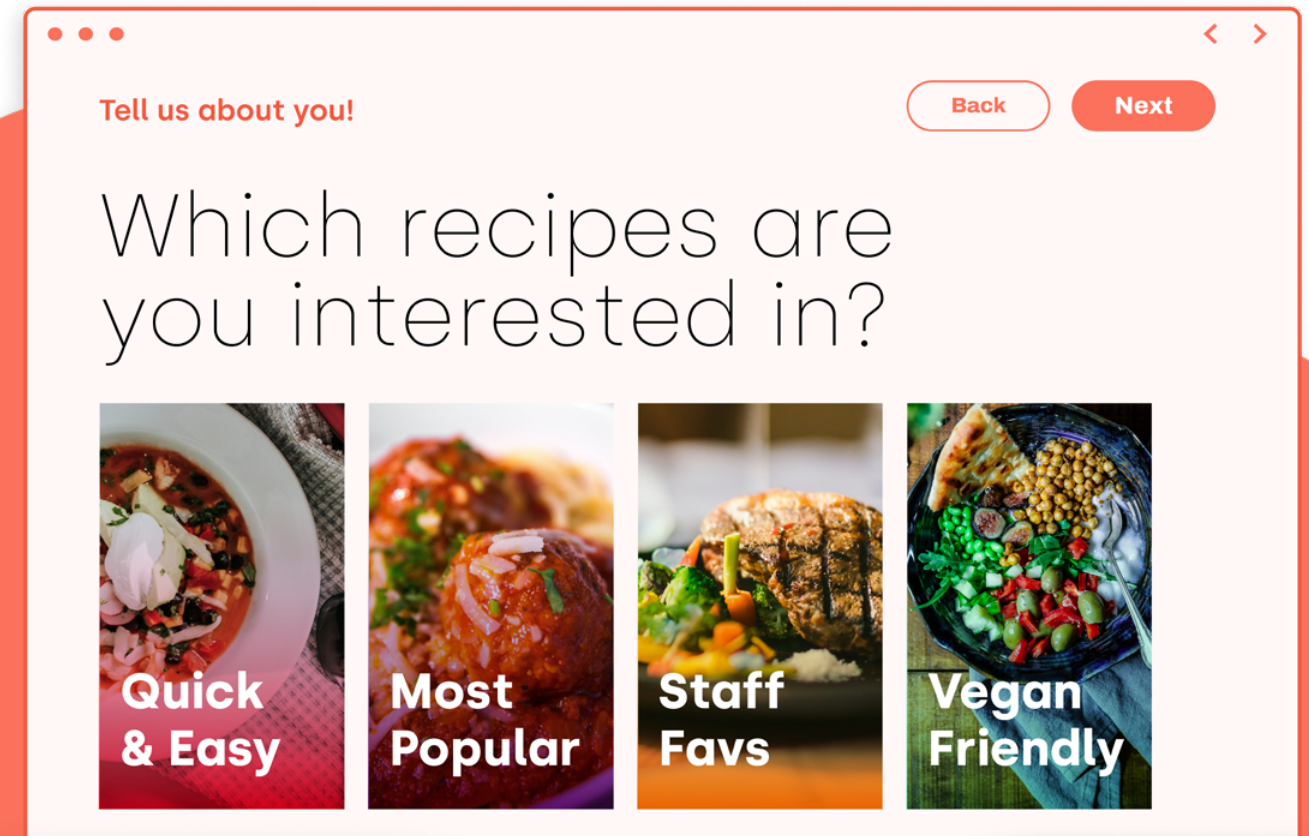 Tell us about you!
Back
Next
Which recipes are
you interested in?
Quick
& Easy
Most
Popular
Staff
Favs
Vegan
Friendly